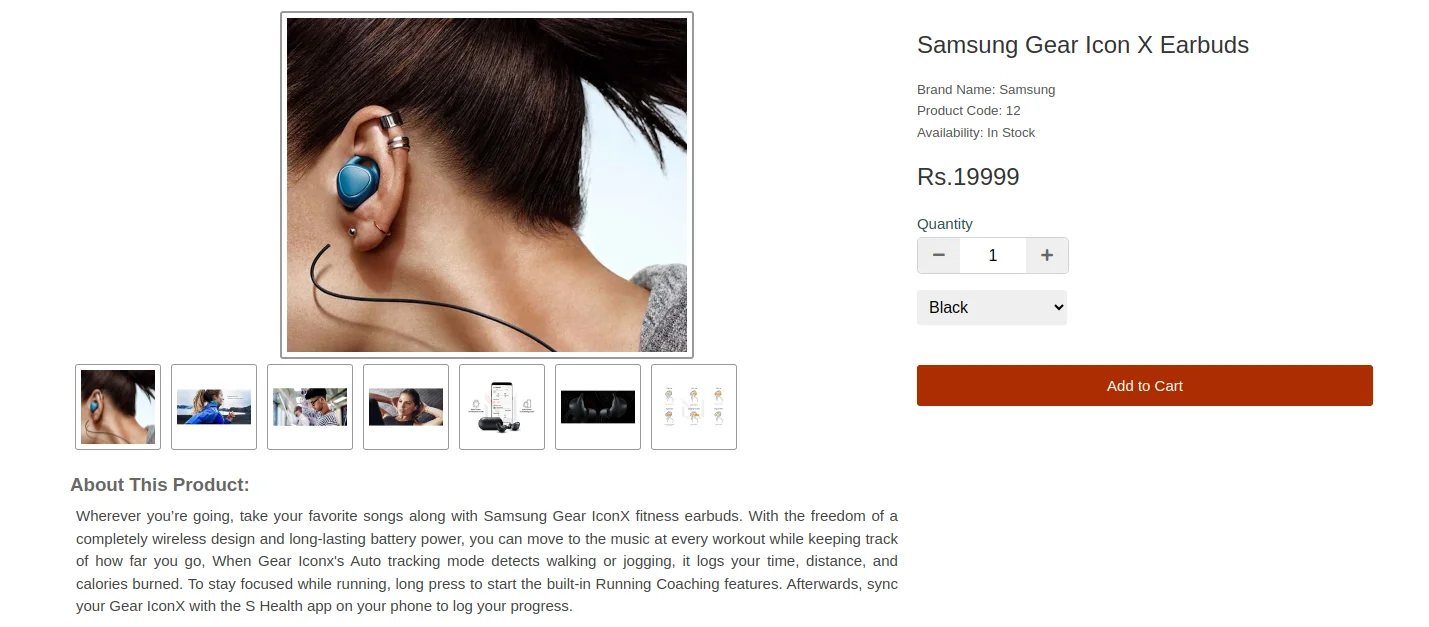 Samsung Gear Icon X Earbuds
Brand Name: Samsung
Product Code: 12
Availability: In Stock
Rs.19999
Quantity
− 1 +
Black
Add to Cart
About This Product:
Wherever you’re going, take your favorite songs along with Samsung Gear IconX fitness earbuds. With the freedom of a
completely wireless design and long-lasting battery power, you can move to the music at every workout while keeping track
of how far you go, When Gear Iconx's Auto tracking mode detects walking or jogging, it logs your time, distance, and
calories burned. To stay focused while running, long press to start the built-in Running Coaching features. Afterwards, sync
your Gear IconX with the S Health app on your phone to log your progress.